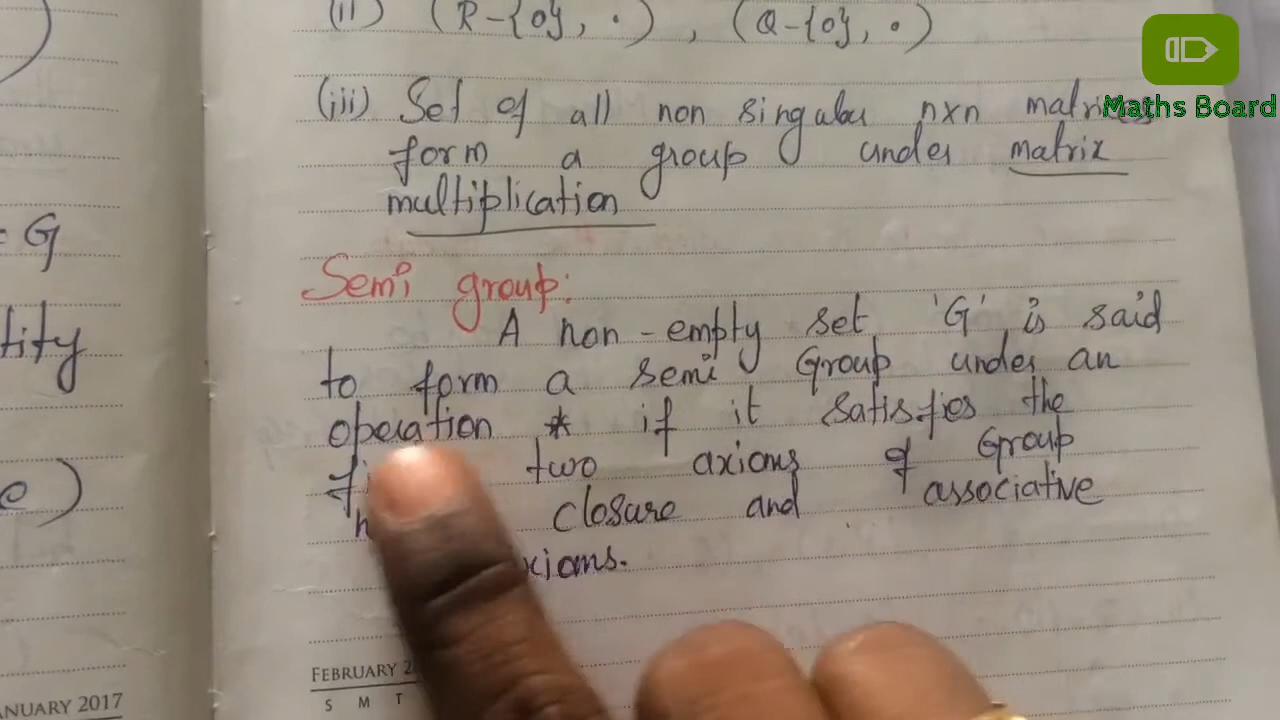 (ii) (R-{0}, ·), (Q-{0}, ·)
(iii) Set of all non singular nxn matrices
form a group under matrix
multiplication
Semi group:
A non-empty set 'G' is said
to form a semi Group under an
operation * if it satisfies the
two axioms of Group
closure and associative
= G
tity
e)
FEBRUARY 2
S M T
ANUARY 2017
Maths Board